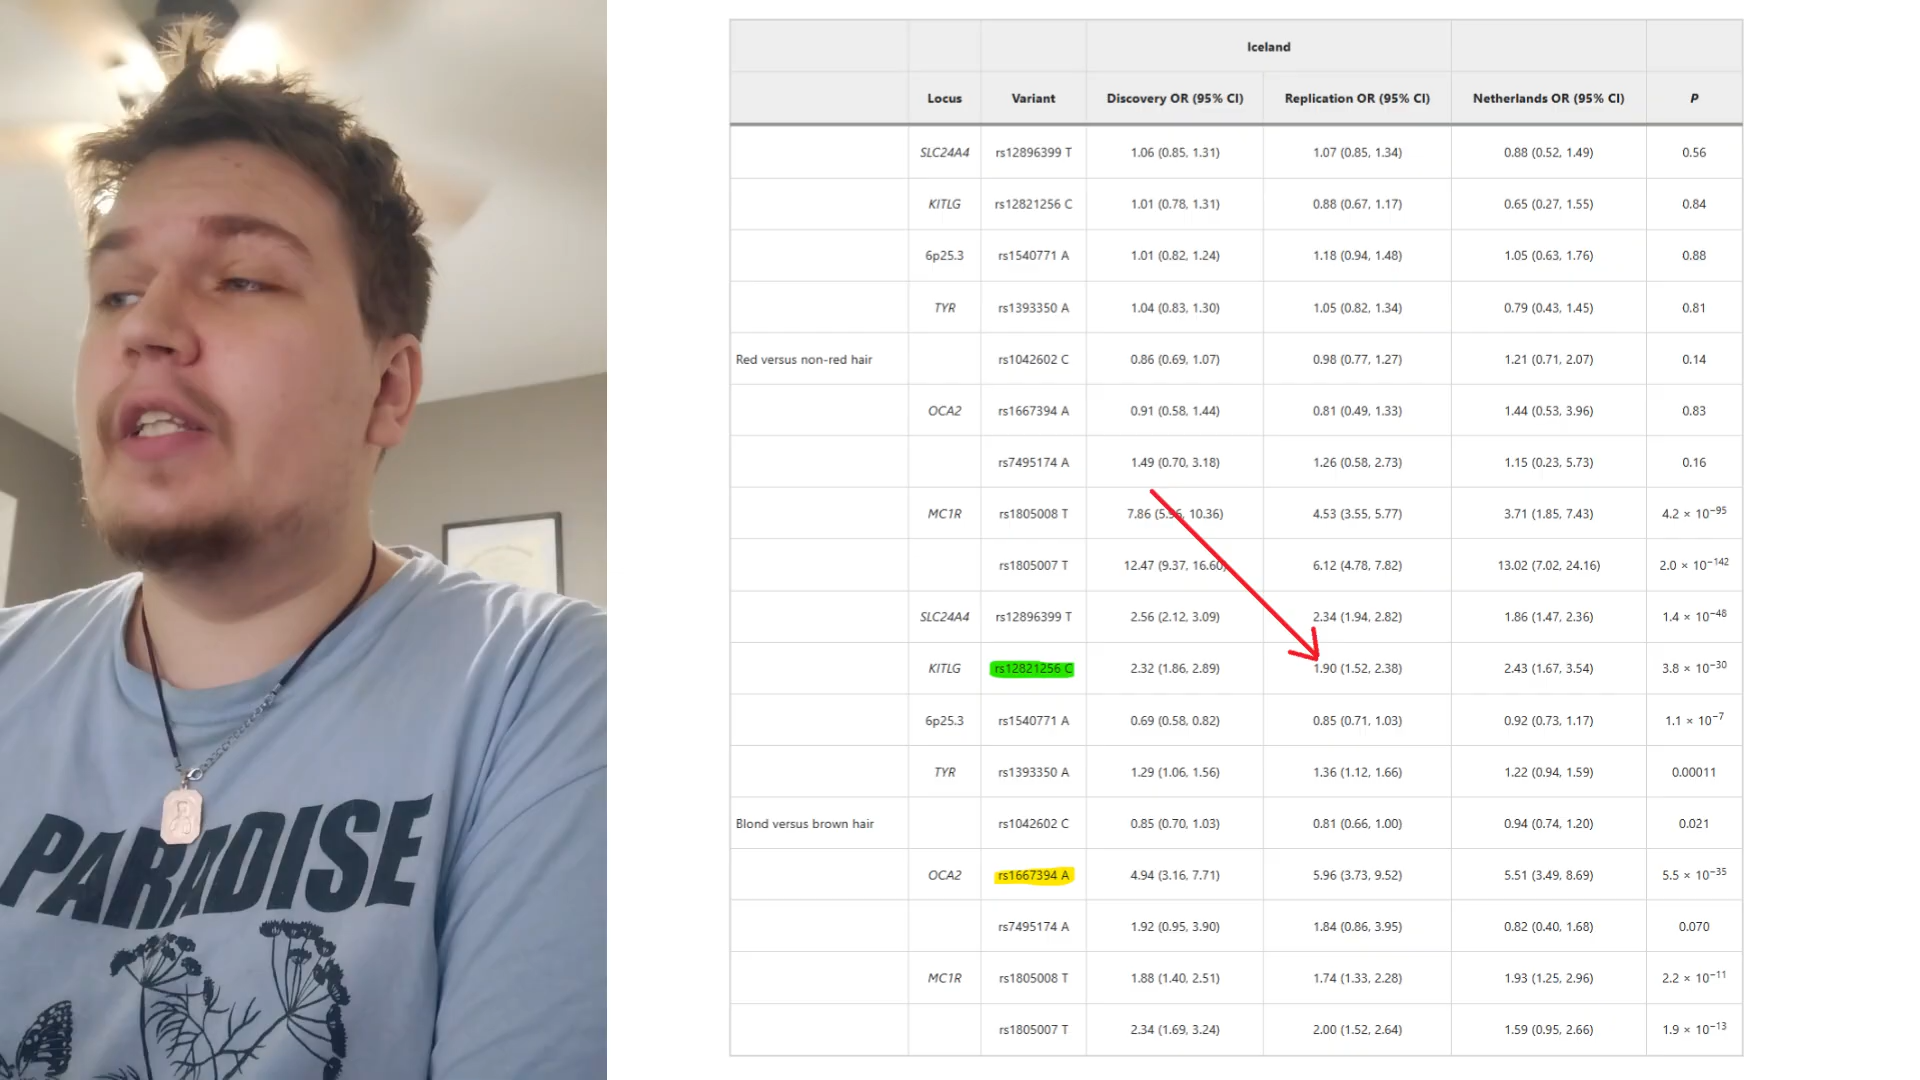 PARADISE
Iceland
Locus Variant Discovery OR (95% CI) Replication OR (95% CI) Netherlands OR (95% CI) P
SLC24A4 rs12896399 T 1.06 (0.85, 1.31) 1.07 (0.85, 1.34) 0.88 (0.52, 1.49) 0.56
KITLG rs12821256 C 1.01 (0.78, 1.31) 0.88 (0.67, 1.17) 0.65 (0.27, 1.55) 0.84
6p25.3 rs1540771 A 1.01 (0.82, 1.24) 1.18 (0.94, 1.48) 1.05 (0.63, 1.76) 0.88
TYR rs1393350 A 1.04 (0.83, 1.30) 1.05 (0.82, 1.34) 0.79 (0.43, 1.45) 0.81
Red versus non-red hair rs1042602 C 0.86 (0.69, 1.07) 0.98 (0.77, 1.27) 1.21 (0.71, 2.07) 0.14
OCA2 rs1667394 A 0.91 (0.58, 1.44) 0.81 (0.49, 1.33) 1.44 (0.53, 3.96) 0.83
rs7495174 A 1.49 (0.70, 3.18) 1.26 (0.58, 2.73) 1.15 (0.23, 5.73) 0.16
MC1R rs1805008 T 7.86 (5.96, 10.36) 4.53 (3.55, 5.77) 3.71 (1.85, 7.43) 4.2 × 10⁻⁹⁵
rs1805007 T 12.47 (9.37, 16.60) 6.12 (4.78, 7.82) 13.02 (7.02, 24.16) 2.0 × 10⁻¹⁴²
SLC24A4 rs12896399 T 2.56 (2.12, 3.09) 2.34 (1.94, 2.82) 1.86 (1.47, 2.36) 1.4 × 10⁻⁴⁸
KITLG rs12821256 C 2.32 (1.86, 2.89) 1.90 (1.52, 2.38) 2.43 (1.67, 3.54) 3.8 × 10⁻³⁰
6p25.3 rs1540771 A 0.69 (0.58, 0.82) 0.85 (0.71, 1.03) 0.92 (0.73, 1.17) 1.1 × 10⁻⁷
TYR rs1393350 A 1.29 (1.06, 1.56) 1.36 (1.12, 1.66) 1.22 (0.94, 1.59) 0.00011
Blond versus brown hair rs1042602 C 0.85 (0.70, 1.03) 0.81 (0.66, 1.00) 0.94 (0.74, 1.20) 0.021
OCA2 rs1667394 A 4.94 (3.16, 7.71) 5.96 (3.73, 9.52) 5.51 (3.49, 8.69) 5.5 × 10⁻³⁵
rs7495174 A 1.92 (0.95, 3.90) 1.84 (0.86, 3.95) 0.82 (0.40, 1.68) 0.070
MC1R rs1805008 T 1.88 (1.40, 2.51) 1.74 (1.33, 2.28) 1.93 (1.25, 2.96) 2.2 × 10⁻¹¹
rs1805007 T 2.34 (1.69, 3.24) 2.00 (1.52, 2.64) 1.59 (0.95, 2.66) 1.9 × 10⁻¹³